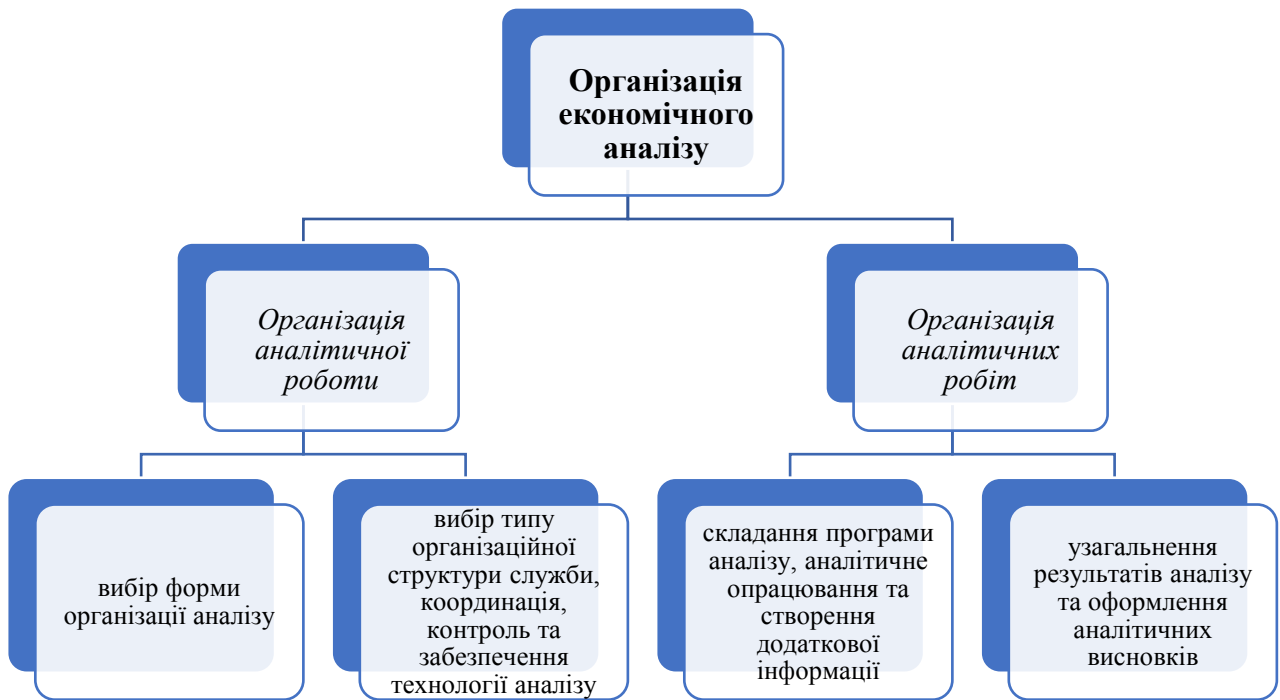 Організація
економічного
аналізу
Організація
аналітичної
роботи
Організація
аналітичних
робіт
вибір форми
організації аналізу
вибір типу
організаційної
структури служби,
координація,
контроль та
забезпечення
технології аналізу
складання програми
аналізу, аналітичне
опрацювання та
створення
додаткової
інформації
узагальнення
результатів аналізу
та оформлення
аналітичних
висновків